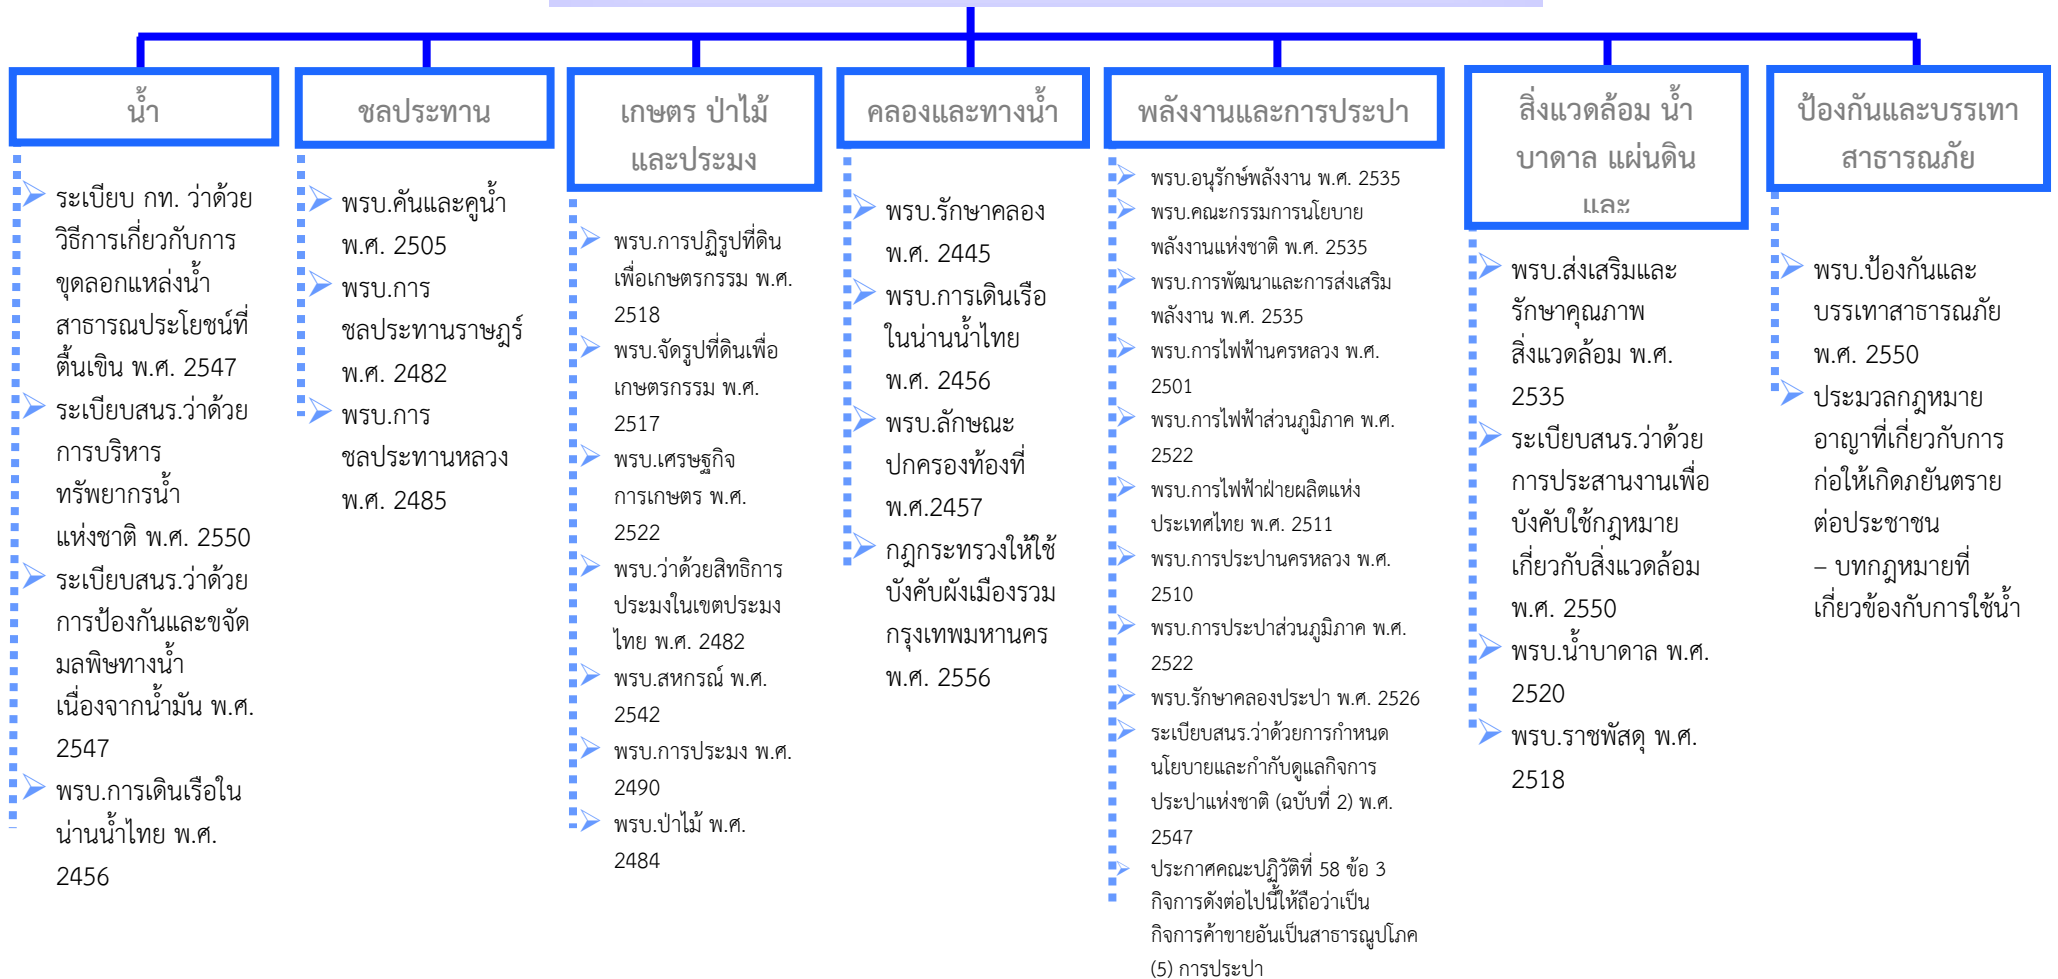 น้ำ
ระเบียบ กท. ว่าด้วย
วิธีการเกี่ยวกับการ
ขุดลอกแหล่งน้ำ
สาธารณประโยชน์ที่
ตื้นเขิน พ.ศ. 2547
ระเบียบสนร.ว่าด้วย
การบริหาร
ทรัพยากรน้ำ
แห่งชาติ พ.ศ. 2550
ระเบียบสนร.ว่าด้วย
การป้องกันและขจัด
มลพิษทางน้ำ
เนื่องจากน้ำมัน พ.ศ.
2547
พรบ.การเดินเรือใน
น่านน้ำไทย พ.ศ.
2456
ชลประทาน
พรบ.คันและคูน้ำ
พ.ศ. 2505
พรบ.การ
ชลประทานราษฎร์
พ.ศ. 2482
พรบ.การ
ชลประทานหลวง
พ.ศ. 2485
เกษตร ป่าไม้
และประมง
พรบ.การปฏิรูปที่ดิน
เพื่อเกษตรกรรม พ.ศ.
2518
พรบ.จัดรูปที่ดินเพื่อ
เกษตรกรรม พ.ศ.
2517
พรบ.เศรษฐกิจ
การเกษตร พ.ศ.
2522
พรบ.ว่าด้วยสิทธิการ
ประมงในเขตประมง
ไทย พ.ศ. 2482
พรบ.สหกรณ์ พ.ศ.
2542
พรบ.การประมง พ.ศ.
2490
พรบ.ป่าไม้ พ.ศ.
2484
คลองและทางน้ำ
พรบ.รักษาคลอง
พ.ศ. 2445
พรบ.การเดินเรือ
ในน่านน้ำไทย
พ.ศ. 2456
พรบ.ลักษณะ
ปกครองท้องที่
พ.ศ.2457
กฎกระทรวงให้ใช้
บังคับผังเมืองรวม
กรุงเทพมหานคร
พ.ศ. 2556
พลังงานและการประปา
พรบ.อนุรักษ์พลังงาน พ.ศ. 2535
พรบ.คณะกรรมการนโยบาย
พลังงานแห่งชาติ พ.ศ. 2535
พรบ.การพัฒนาและการส่งเสริม
พลังงาน พ.ศ. 2535
พรบ.การไฟฟ้านครหลวง พ.ศ.
2501
พรบ.การไฟฟ้าส่วนภูมิภาค พ.ศ.
2522
พรบ.การไฟฟ้าฝ่ายผลิตแห่ง
ประเทศไทย พ.ศ. 2511
พรบ.การประปานครหลวง พ.ศ.
2510
พรบ.การประปาส่วนภูมิภาค พ.ศ.
2522
พรบ.รักษาคลองประปา พ.ศ. 2526
ระเบียบสนร.ว่าด้วยการกำหนด
นโยบายและกำกับดูแลกิจการ
ประปาแห่งชาติ (ฉบับที่ 2) พ.ศ.
2547
ประกาศคณะปฏิวัติที่ 58 ข้อ 3
กิจการดังต่อไปนี้ให้ถือว่าเป็น
กิจการค้าขายอันเป็นสาธารณูปโภค
(5) การประปา
สิ่งแวดล้อม น้ำ
บาดาล แผ่นดิน
และ
พรบ.ส่งเสริมและ
รักษาคุณภาพ
สิ่งแวดล้อม พ.ศ.
2535
ระเบียบสนร.ว่าด้วย
การประสานงานเพื่อ
บังคับใช้กฎหมาย
เกี่ยวกับสิ่งแวดล้อม
พ.ศ. 2550
พรบ.น้ำบาดาล พ.ศ.
2520
พรบ.ราชพัสดุ พ.ศ.
2518
ป้องกันและบรรเทา
สาธารณภัย
พรบ.ป้องกันและ
บรรเทาสาธารณภัย
พ.ศ. 2550
ประมวลกฎหมาย
อาญาที่เกี่ยวกับการ
ก่อให้เกิดภยันตราย
ต่อประชาชน
– บทกฎหมายที่
เกี่ยวข้องกับการใช้น้ำ